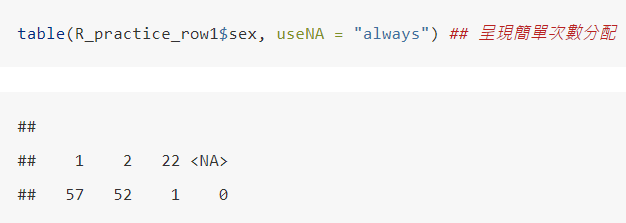 table(R_practice_row1$sex, useNA = "always") ## 呈現簡單次數分配
##
## 1 2 22 <NA>
## 57 52 1 0